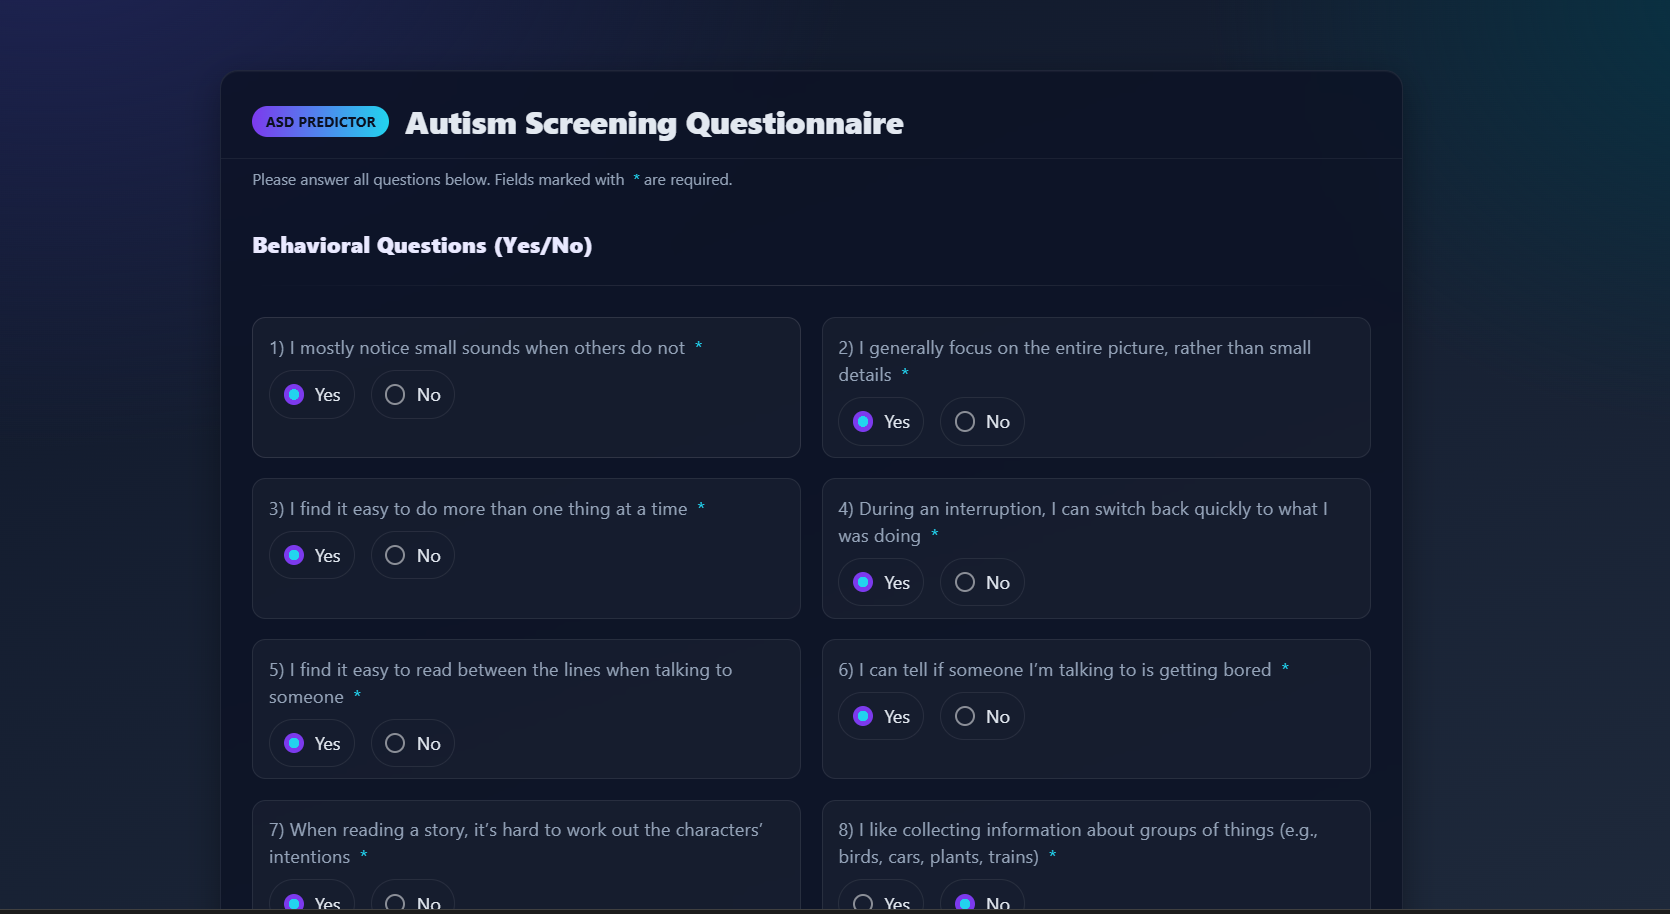 ASD PREDICTOR Autism Screening Questionnaire
Please answer all questions below. Fields marked with * are required.
Behavioral Questions (Yes/No)
1) I mostly notice small sounds when others do not *
Yes No
2) I generally focus on the entire picture, rather than small
details *
Yes No
3) I find it easy to do more than one thing at a time *
Yes No
4) During an interruption, I can switch back quickly to what I
was doing *
Yes No
5) I find it easy to read between the lines when talking to
someone *
Yes No
6) I can tell if someone I’m talking to is getting bored *
Yes No
7) When reading a story, it’s hard to work out the characters’
intentions *
Yes No
8) I like collecting information about groups of things (e.g.,
birds, cars, plants, trains) *
Yes No